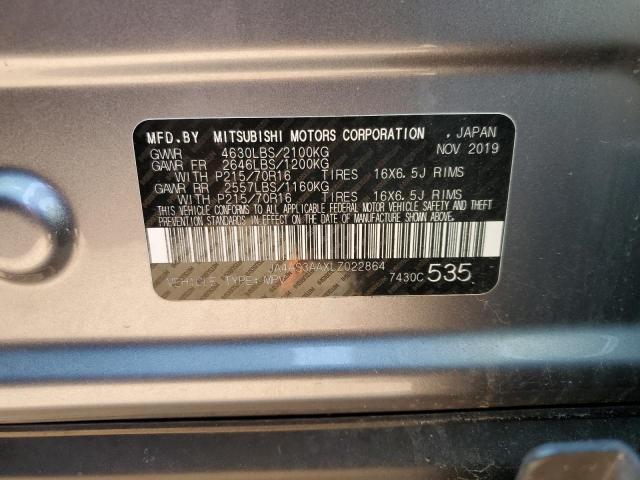 MFD.BY MITSUBISHI MOTORS CORPORATION , JAPAN
GVWR 4630LBS/2100KG NOV 2019
GAWR FR 2646LBS/1200KG
WITH P215/70R16 TIRES 16X6.5J RIMS
GAWR RR 2557LBS/1160KG
WITH P215/70R16 TIRES 16X6.5J RIMS
THIS VEHICLE CONFORMS TO ALL APPLICABLE FEDERAL MOTOR VEHICLE SAFETY AND THEFT
PREVENTION STANDARDS IN EFFECT ON THE DATE OF MANUFACTURE SHOWN ABOVE.
JA4AS3AAXLZ022864
VEHICLE TYPE: MPV 7430C 535